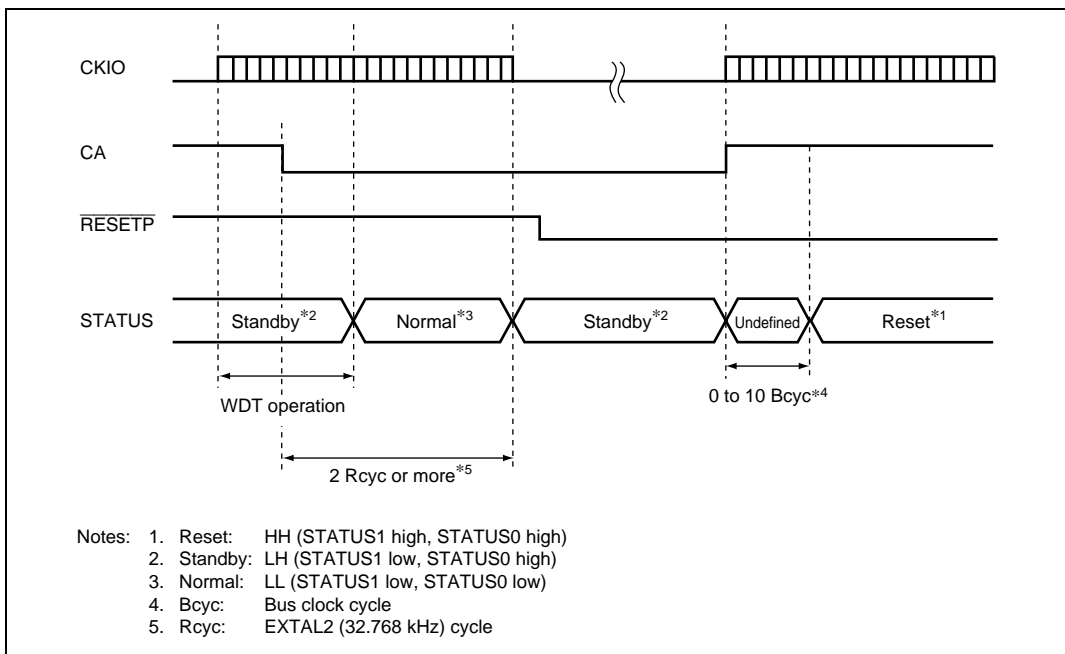 CKIO
CA
RESETP
STATUS
Standby*2
Normal*3
Standby*2
Undefined
Reset*1
WDT operation
0 to 10 Bcyc*4
2 Rcyc or more*5
Notes: 1. Reset: HH (STATUS1 high, STATUS0 high)
2. Standby: LH (STATUS1 low, STATUS0 high)
3. Normal: LL (STATUS1 low, STATUS0 low)
4. Bcyc: Bus clock cycle
5. Rcyc: EXTAL2 (32.768 kHz) cycle